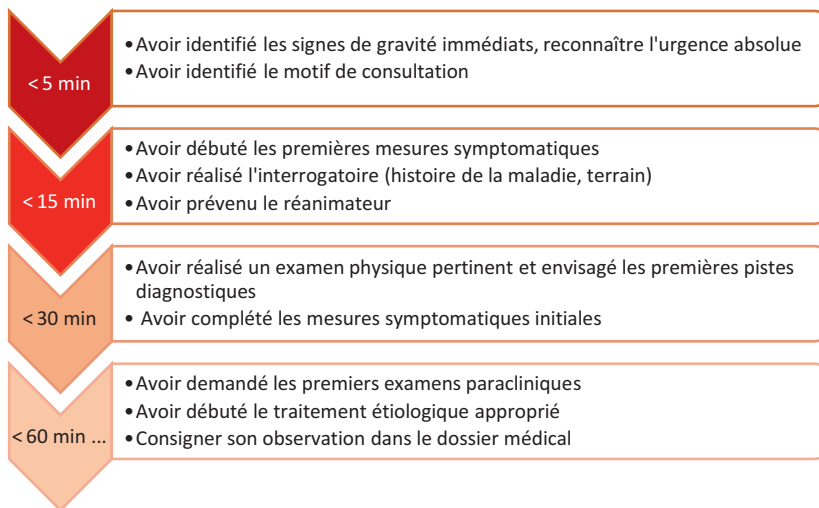 < 5 min
•Avoir identifié les signes de gravité immédiats, reconnaître l'urgence absolue
•Avoir identifié le motif de consultation
< 15 min
•Avoir débuté les premières mesures symptomatiques
•Avoir réalisé l'interrogatoire (histoire de la maladie, terrain)
•Avoir prévenu le réanimateur
< 30 min
•Avoir réalisé un examen physique pertinent et envisagé les premières pistes
diagnostiques
• Avoir complété les mesures symptomatiques initiales
< 60 min ...
•Avoir demandé les premiers examens paracliniques
•Avoir débuté le traitement étiologique approprié
•Consigner son observation dans le dossier médical